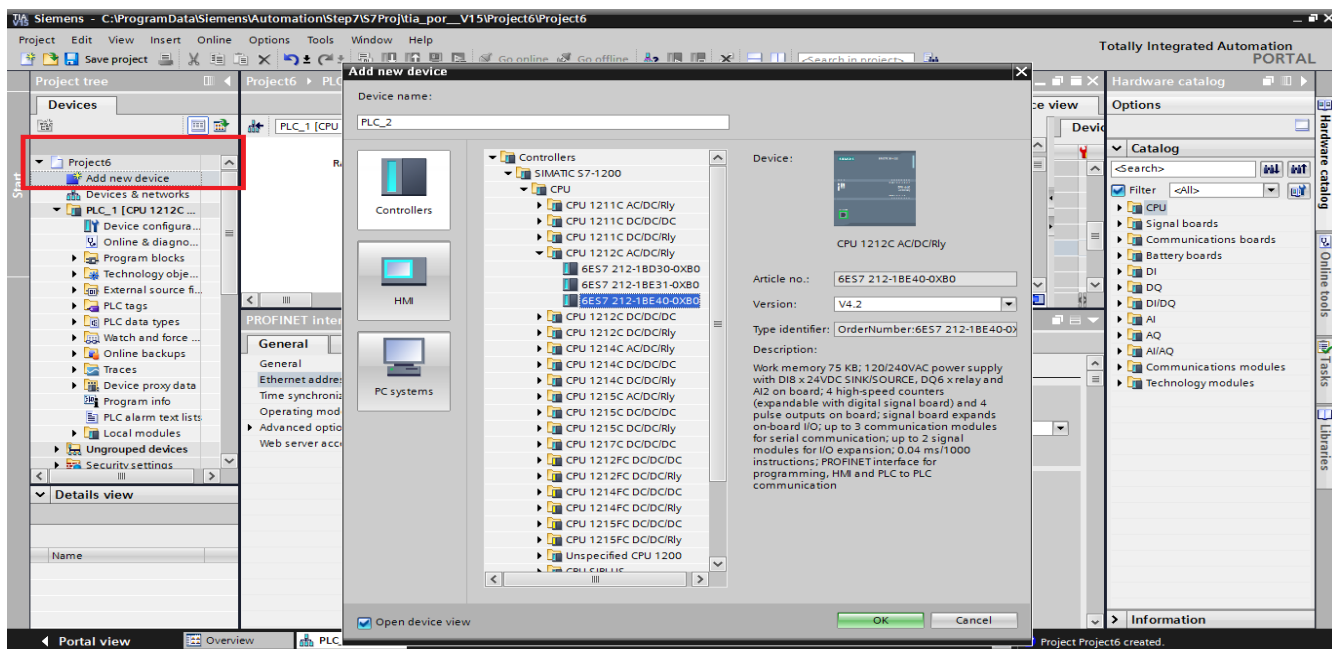 Siemens - C:\ProgramData\Siemens\Automation\Step7\S7Proj\tia_por__V15\Project6\Project6
Project Edit View Insert Online Options Tools Window Help
Totally Integrated Automation
PORTAL
Save project
Go online
Go offline
<Search in project>
Project tree
Devices
Project6
Add new device
Devices & networks
PLC_1 [CPU 1212C ...
Device configura...
Online & diagno...
Program blocks
Technology obje...
External source fi...
PLC tags
PLC data types
Watch and force ...
Online backups
Traces
Device proxy data
Program info
PLC alarm text lists
Local modules
Ungrouped devices
Security settings
Details view
Name
Start
Project6
PLC_1 [CPU
General
General
Time synchroniz
Operating mod
Advanced optio
Web server acc
Add new device
Device name:
PLC_2
Controllers
HMI
PC systems
Controllers
SIMATIC S7-1200
CPU
CPU 1211C AC/DC/Rly
CPU 1211C DC/DC/DC
CPU 1211C DC/DC/Rly
CPU 1212C AC/DC/Rly
6ES7 212-1BD30-0XB0
6ES7 212-1BE31-0XB0
6ES7 212-1BE40-0XB0
CPU 1212C DC/DC/DC
CPU 1212C DC/DC/Rly
CPU 1214C AC/DC/Rly
CPU 1214C DC/DC/DC
CPU 1214C DC/DC/Rly
CPU 1215C AC/DC/Rly
CPU 1215C DC/DC/DC
CPU 1215C DC/DC/Rly
CPU 1217C DC/DC/DC
CPU 1212FC DC/DC/DC
CPU 1212FC DC/DC/Rly
CPU 1214FC DC/DC/DC
CPU 1214FC DC/DC/Rly
CPU 1215FC DC/DC/DC
CPU 1215FC DC/DC/Rly
Unspecified CPU 1200
CPU SIPLUS
Device:
CPU 1212C AC/DC/Rly
Article no.: 6ES7 212-1BE40-0XB0
Version: V4.2
Type identifier: OrderNumber:6ES7 212-1BE40-0X
Description:
Work memory 75 KB; 120/240VAC power supply
with DI8 x 24VDC SINK/SOURCE, DQ6 x relay and
AI2 on board; 4 high-speed counters
(expandable with digital signal board) and 4
pulse outputs on board; signal board expands
on-board I/O; up to 3 communication modules
for serial communication; up to 2 signal
modules for I/O expansion; 0.04 ms/1000
instructions; PROFINET interface for
programming, HMI and PLC to PLC
communication
Open device view
OK
Cancel
Hardware catalog
Options
Catalog
<Search>
Filter <All>
CPU
Signal boards
Communications boards
Battery boards
DI
DQ
DI/DQ
AI
AQ
AI/AQ
Communications modules
Technology modules
Information
Hardware catalog
Online tools
Tasks
Libraries
Portal view
Overview
PLC_
Project Project6 created.